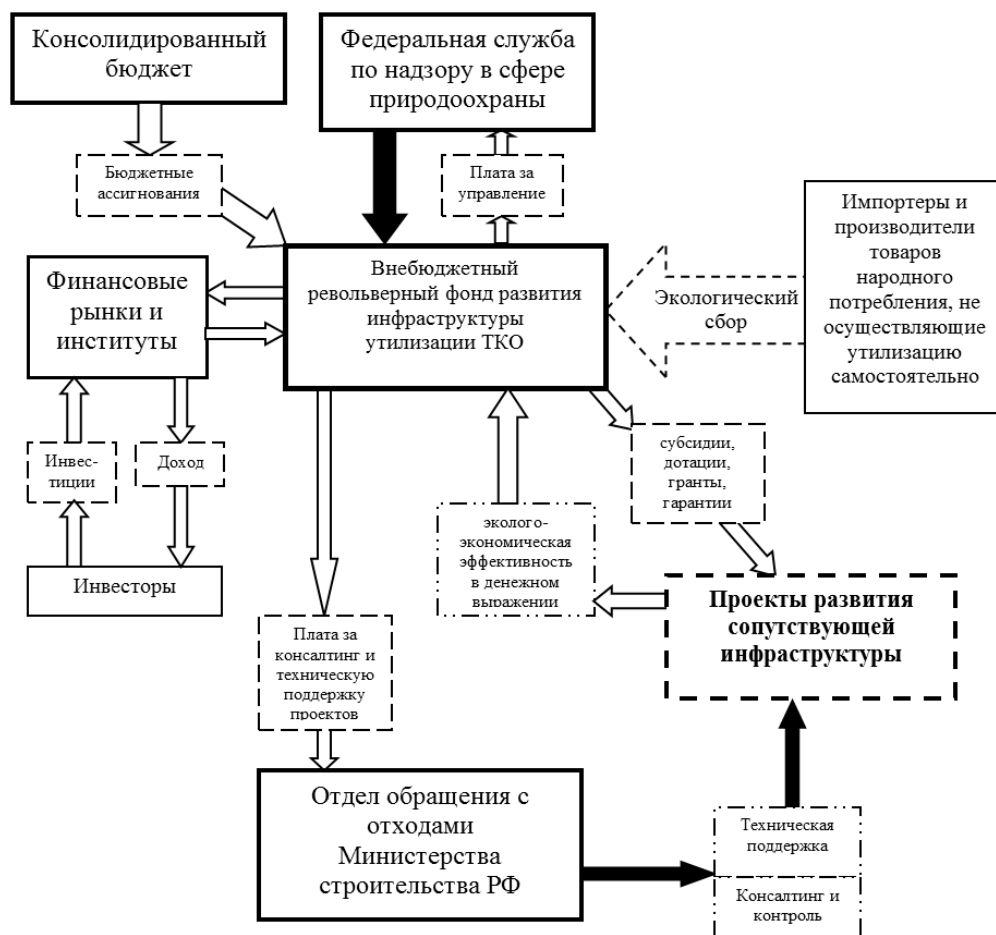 Консолидированный
бюджет
Федеральная служба
по надзору в сфере
природоохраны
Бюджетные
ассигнования
Плата за
управление
Импортеры и
производители
товаров
народного
потребления, не
осуществляющие
утилизацию
самостоятельно
Финансовые
рынки и
институты
Внебюджетный
револьверный фонд развития
инфраструктуры
утилизации ТКО
Экологический
сбор
Инвес-
тиции
Доход
субсидии,
дотации,
гранты,
гарантии
эколого-
экономическая
эффективность
в денежном
выражении
Инвесторы
Проекты развития
сопутствующей
инфраструктуры
Плата за
консалтинг и
техническую
поддержку
проектов
Отдел обращения с
отходами
Министерства
строительства РФ
Техническая
поддержка
Консалтинг и
контроль